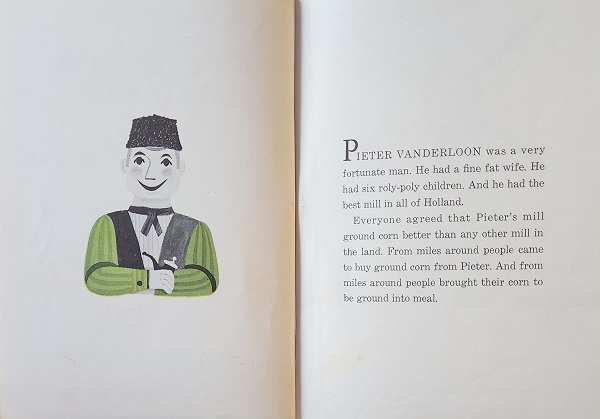 PIETER VANDERLOON was a very
fortunate man. He had a fine fat wife. He
had six roly-poly children. And he had the
best mill in all of Holland.
Everyone agreed that Pieter's mill
ground corn better than any other mill in
the land. From miles around people came
to buy ground corn from Pieter. And from
miles around people brought their corn to
be ground into meal.